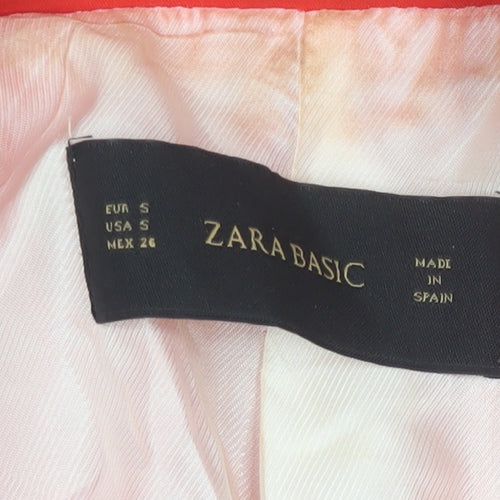 EUR S
USA S
MEX 26
ZARA BASIC
MADE
IN
SPAIN